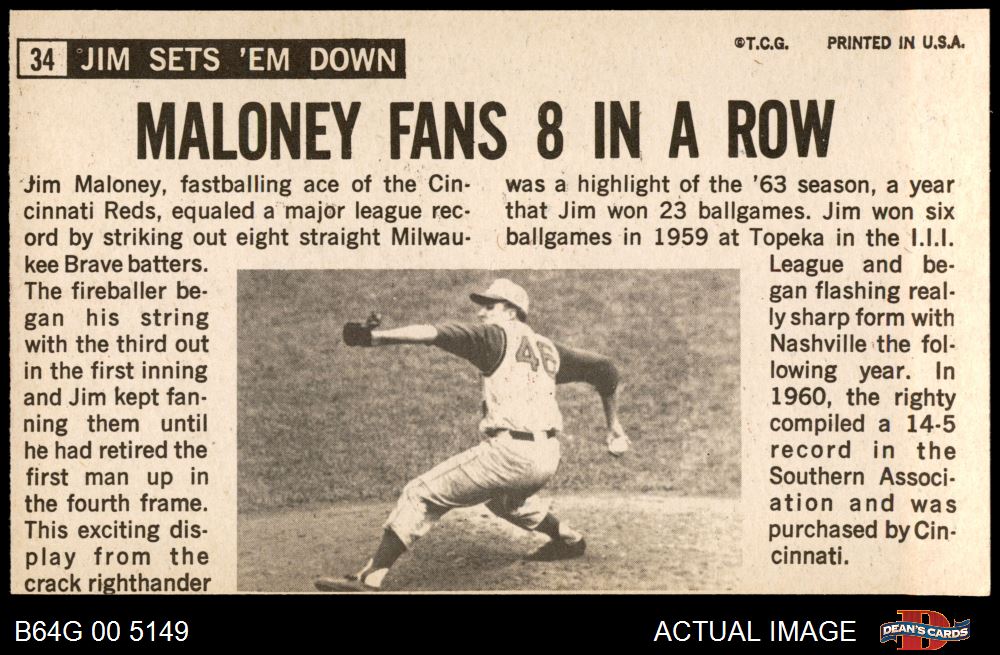 34 JIM SETS 'EM DOWN
©T.C.G. PRINTED IN U.S.A.
MALONEY FANS 8 IN A ROW
Jim Maloney, fastballing ace of the Cin-
cinnati Reds, equaled a major league rec-
ord by striking out eight straight Milwau-
kee Brave batters.
The fireballer be-
gan his string
with the third out
in the first inning
and Jim kept fan-
ning them until
he had retired the
first man up in
the fourth frame.
This exciting dis-
play from the
crack righthander
was a highlight of the '63 season, a year
that Jim won 23 ballgames. Jim won six
ballgames in 1959 at Topeka in the I.I.I.
League and be-
gan flashing real-
ly sharp form with
Nashville the fol-
lowing year. In
1960, the righty
compiled a 14-5
record in the
Southern Associ-
ation and was
purchased by Cin-
cinnati.
46
B64G 00 5149
ACTUAL IMAGE
D
DEAN'S CARDS